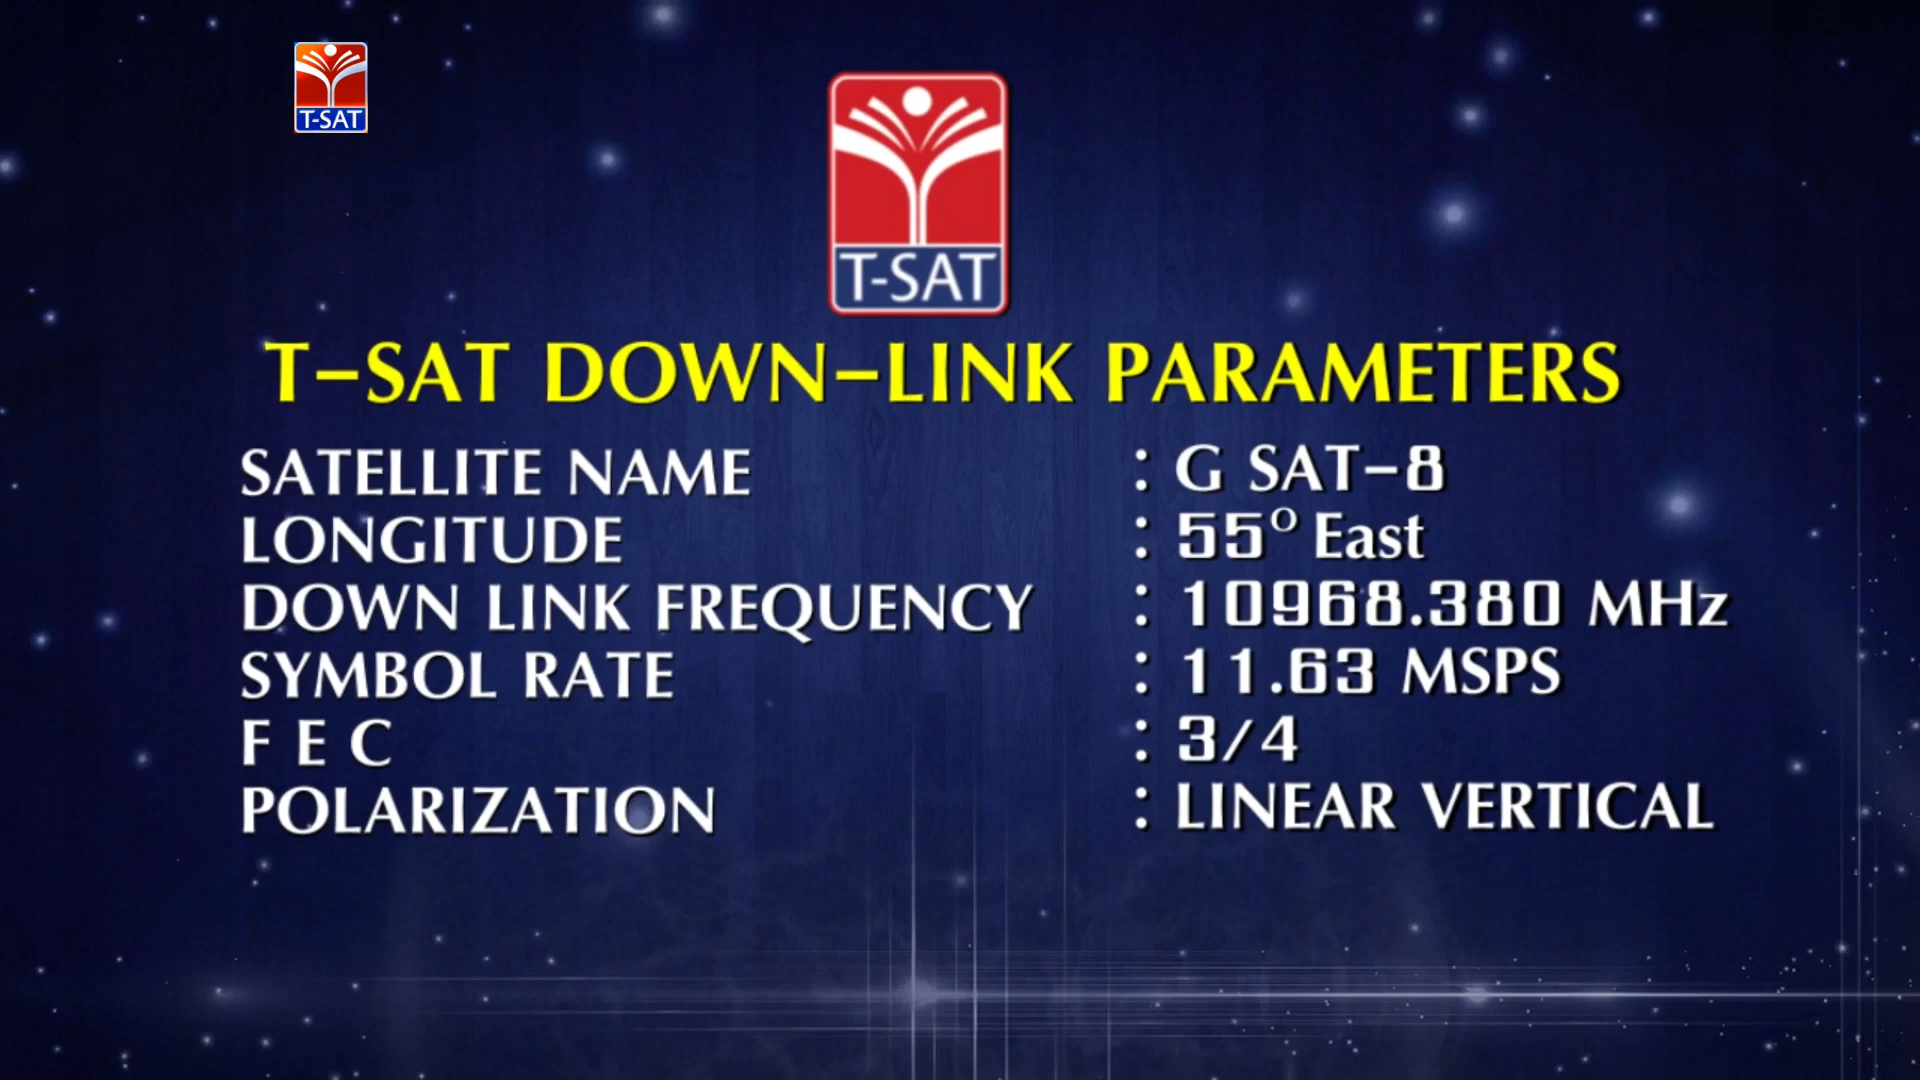 T-SAT
T-SAT
T-SAT DOWN-LINK PARAMETERS
SATELLITE NAME : G SAT-8
LONGITUDE : 55° East
DOWN LINK FREQUENCY : 10968.380 MHz
SYMBOL RATE : 11.63 MSPS
F E C : 3/4
POLARIZATION : LINEAR VERTICAL